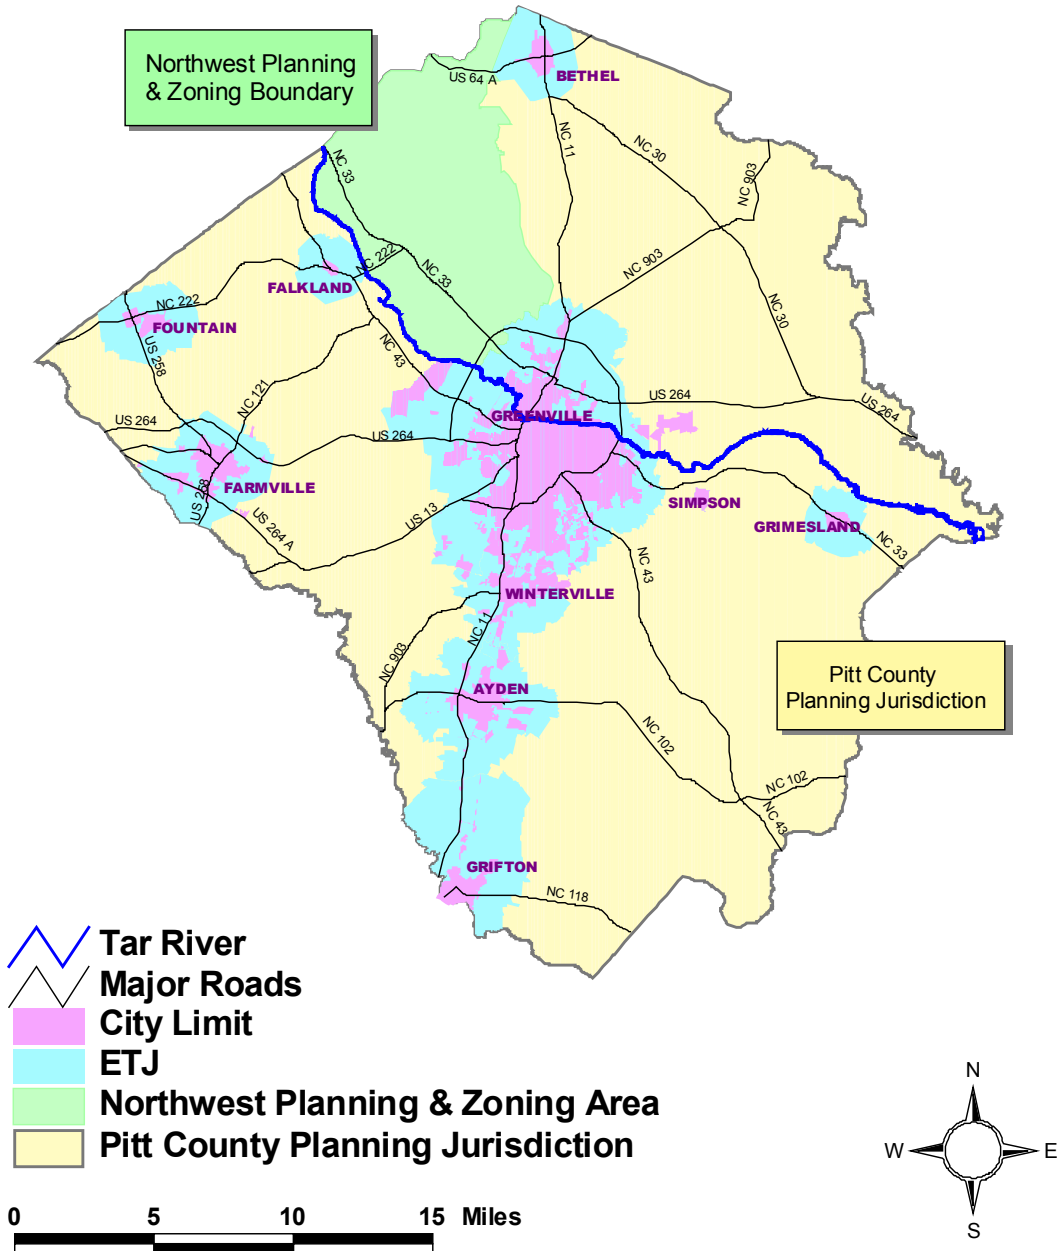 Northwest Planning
& Zoning Boundary
BETHEL
US 64 A
NC 11
NC 30
NC 903
NC 33
NC 222
NC 33
NC 903
FALKLAND
NC 222
FOUNTAIN
NC 30
US 258
NC 43
NC 121
US 264
US 264
US 264
US 264
GREENVILLE
FARMVILLE
US 258
US 264 A
US 13
SIMPSON
GRIMESLAND
NC 33
NC 43
WINTERVILLE
NC 11
NC 903
AYDEN
Pitt County
Planning Jurisdiction
NC 102
NC 102
NC 43
GRIFTON
NC 118
Tar River
Major Roads
City Limit
ETJ
Northwest Planning & Zoning Area
Pitt County Planning Jurisdiction
N
W E
S
0 5 10 15 Miles